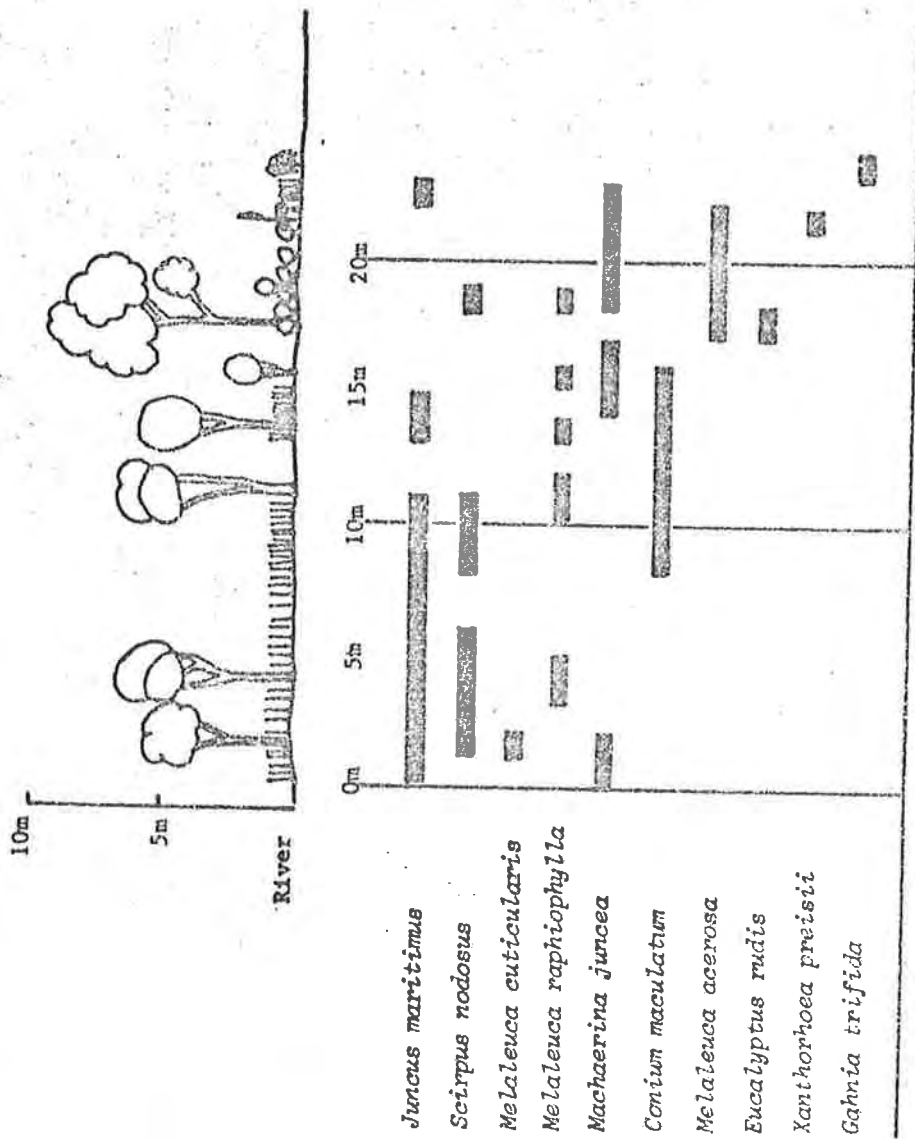 10m
5m
River
0m 5m 10m 15m 20m
Juncus maritimus
Scirpus nodosus
Melaleuca cuticularis
Melaleuca raphiophylla
Machaerina juncea
Conium maculatum
Melaleuca acerosa
Eucalyptus rudis
Xanthorhoea preisii
Gahnia trifida